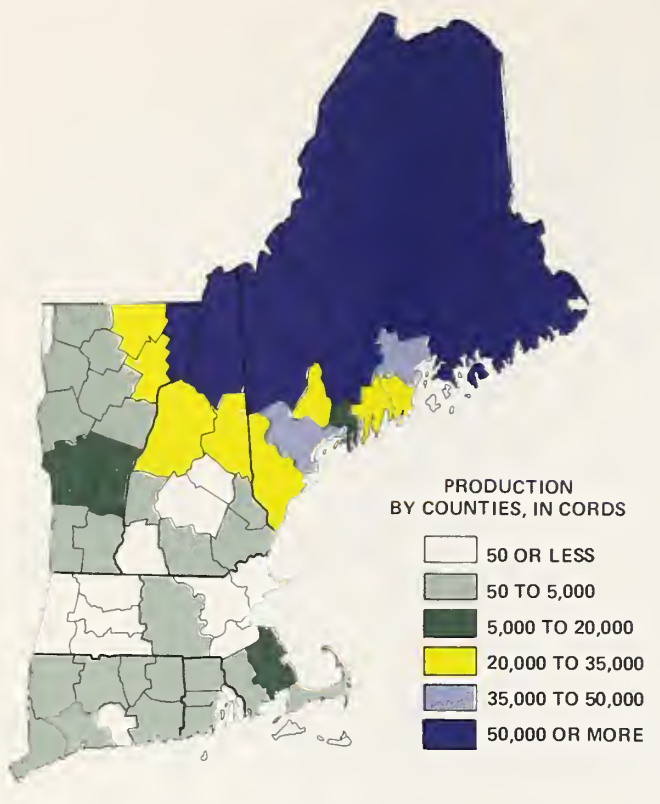 PRODUCTION
BY COUNTIES, IN CORDS
50 OR LESS
50 TO 5,000
5,000 TO 20,000
20,000 TO 35,000
35,000 TO 50,000
50,000 OR MORE